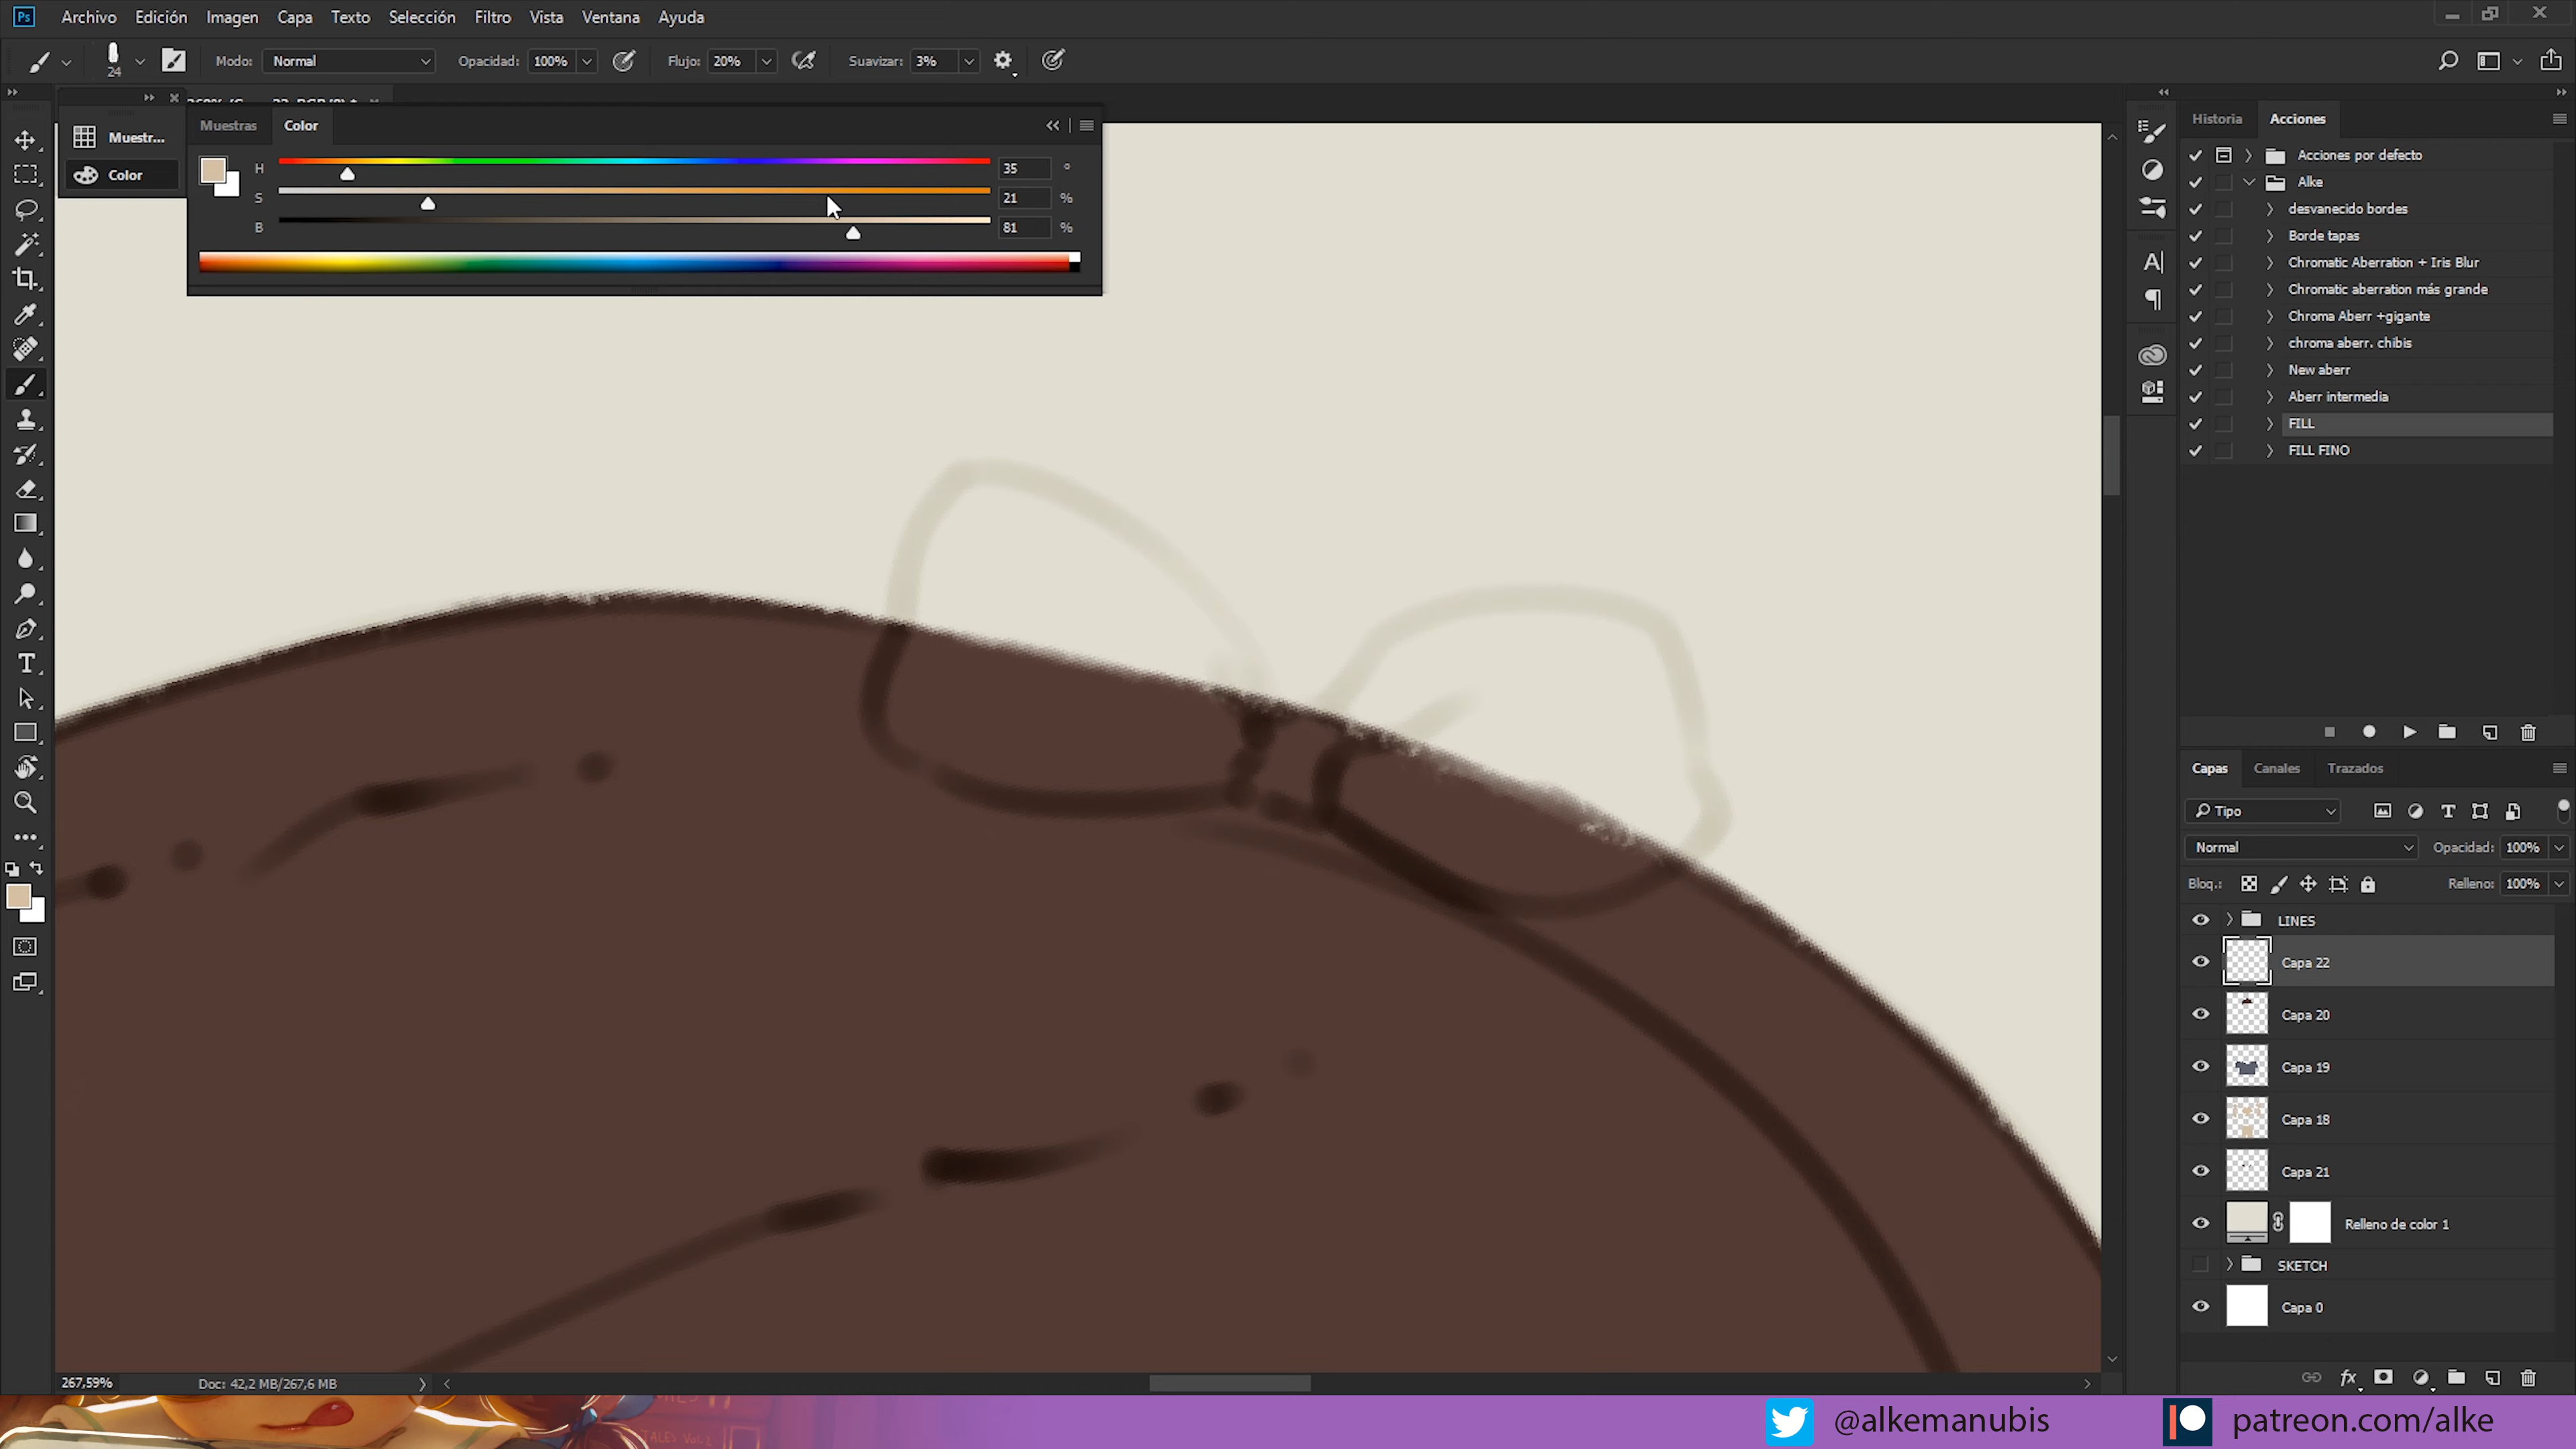 Ps Archivo Edición Imagen Capa Texto Selección Filtro Vista Ventana Ayuda
24 Modo: Normal Opacidad: 100% Flujo: 20% Suavizar: 3%
Muestr...
Color
Muestras Color
H 35 °
S 21 %
B 81 %
Historia Acciones
Acciones por defecto
Alke
desvanecido bordes
Borde tapas
Chromatic Aberration + Iris Blur
Chromatic aberration más grande
Chroma Aberr +gigante
chroma aberr. chibis
New aberr
Aberr intermedia
FILL
FILL FINO
Capas Canales Trazados
Tipo
Normal Opacidad: 100%
Bloq.: Relleno: 100%
LINES
Capa 22
Capa 20
Capa 19
Capa 18
Capa 21
Relleno de color 1
SKETCH
Capa 0
fx
267,59% Doc: 42,2 MB/267,6 MB
@alkemanubis patreon.com/alke